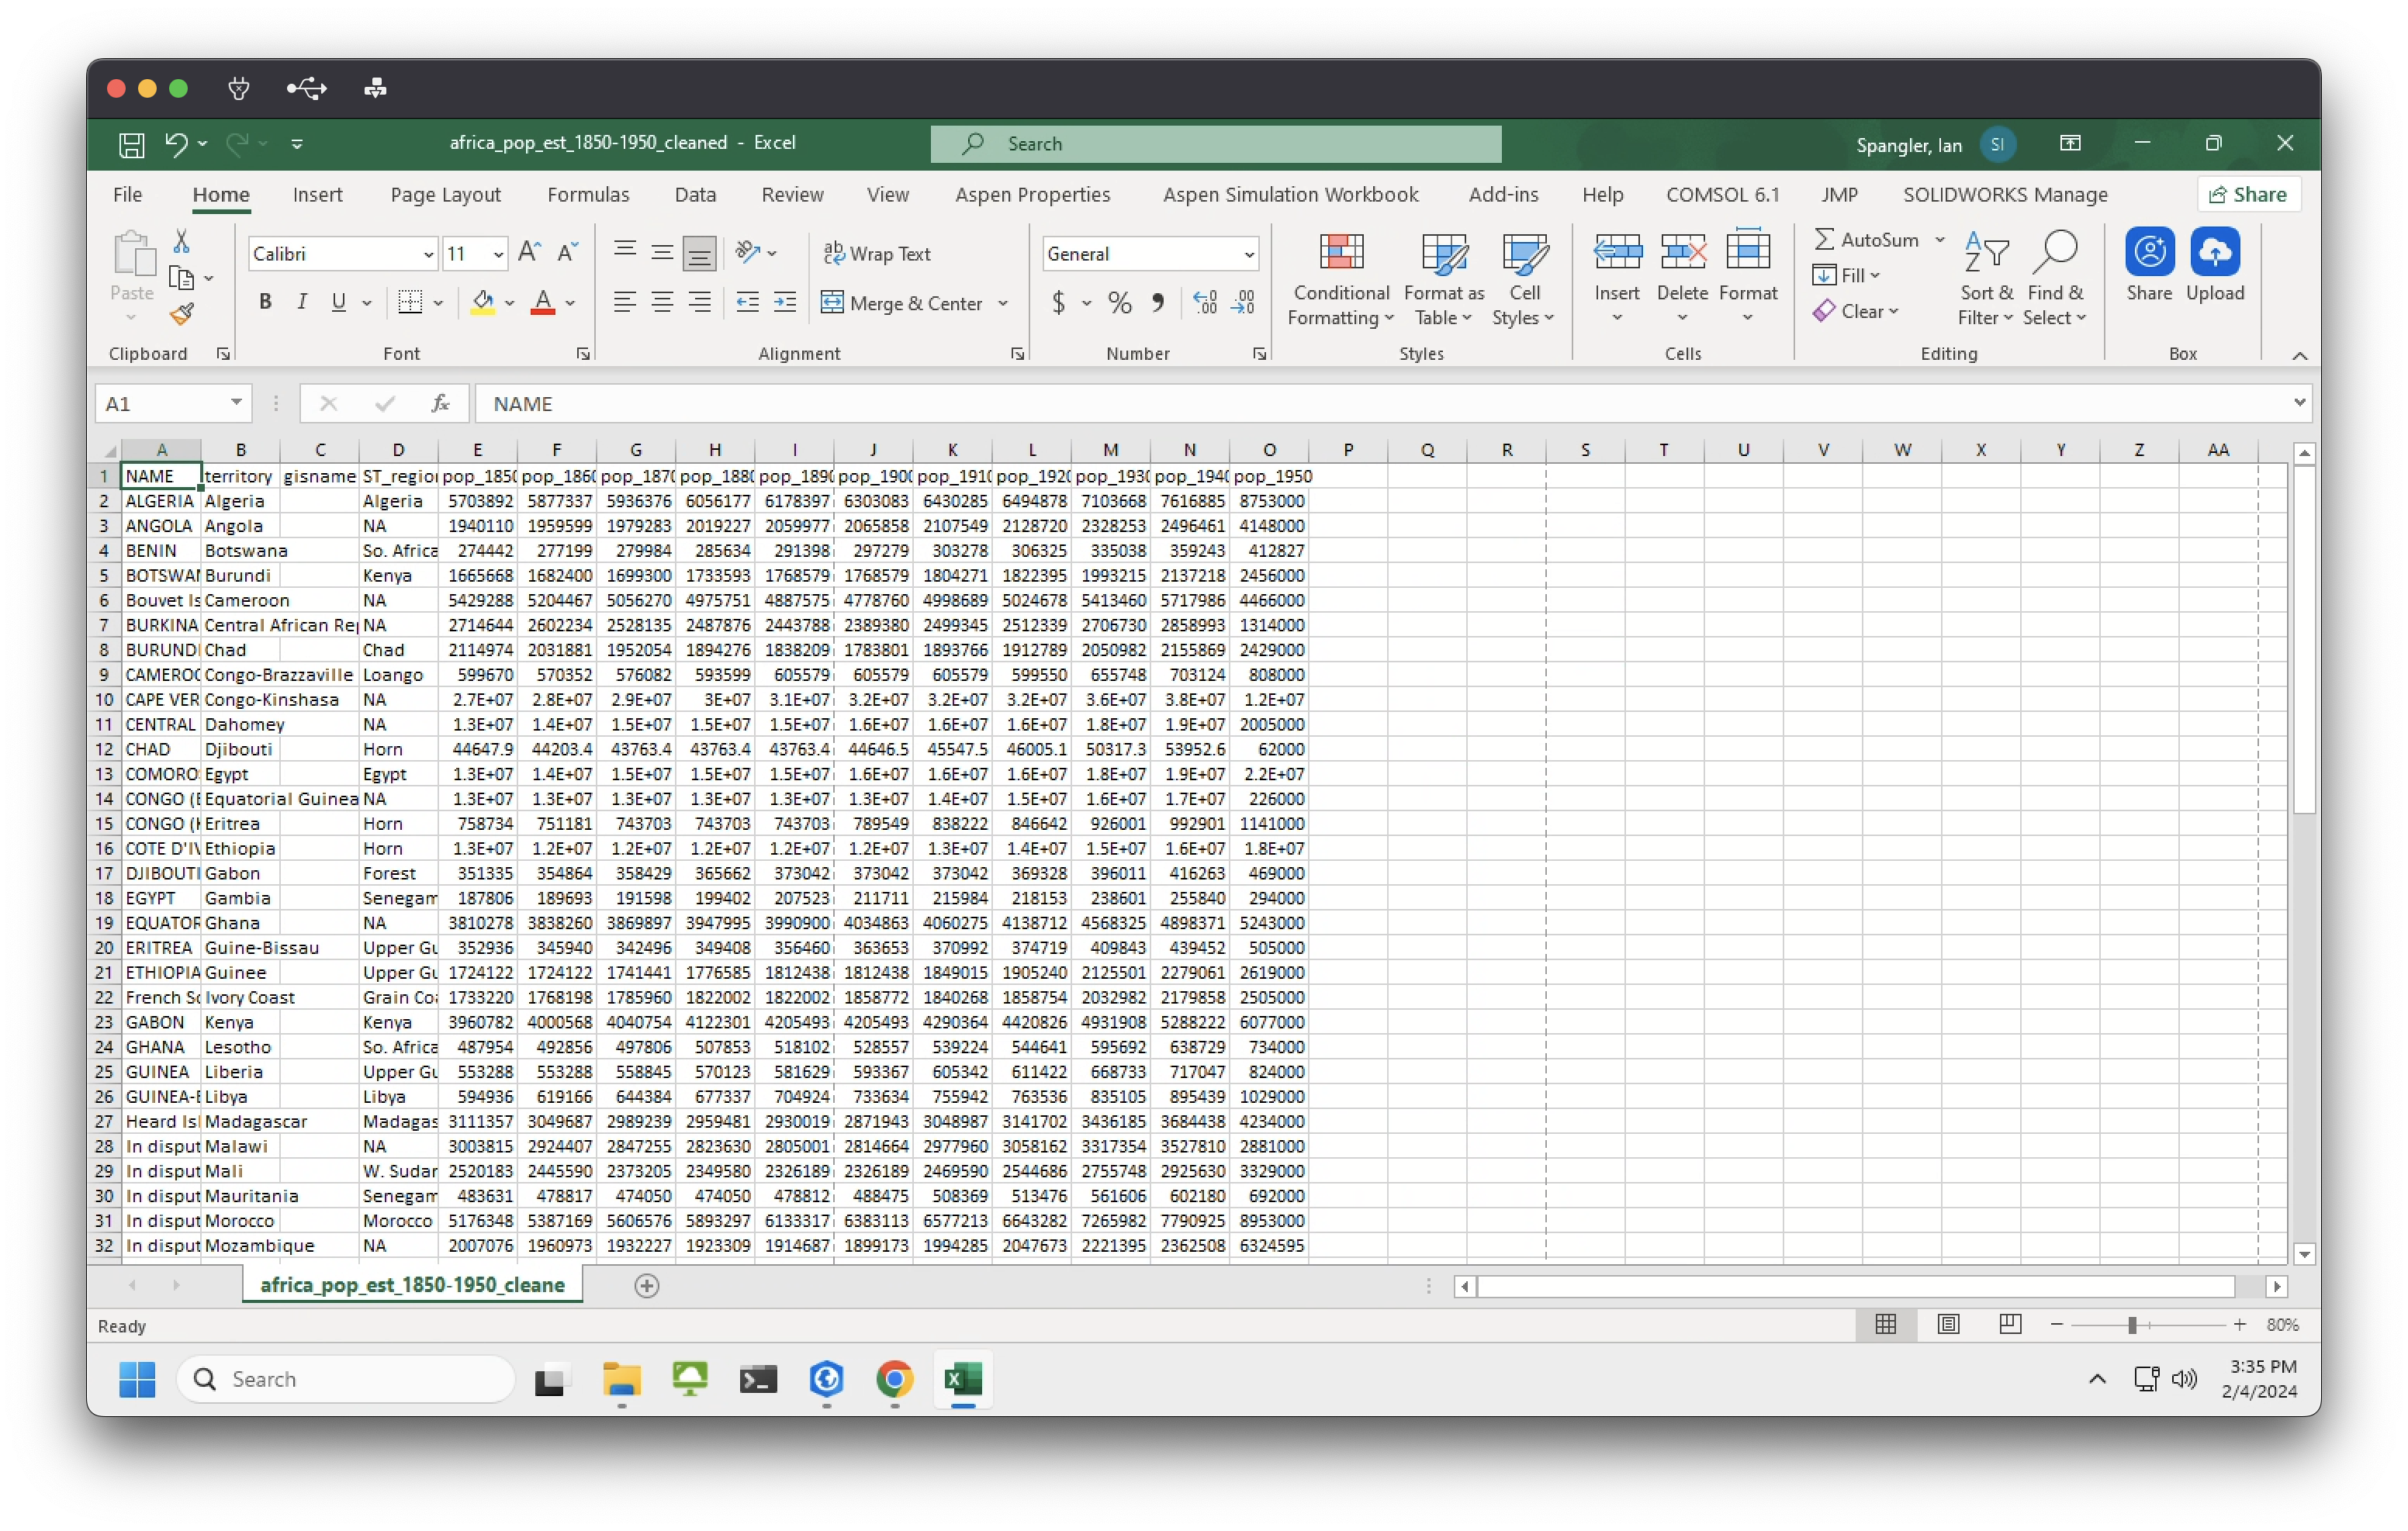 africa_pop_est_1850-1950_cleaned - Excel
Search
Spangler, Ian
SI
File Home Insert Page Layout Formulas Data Review View Aspen Properties Aspen Simulation Workbook Add-ins Help COMSOL 6.1 JMP SOLIDWORKS Manage Share
Calibri 11 ab Wrap Text General AutoSum
Paste Fill
B I U A Merge & Center $ % Conditional Formatting Format as Table Cell Styles Insert Delete Format Clear Sort & Filter Find & Select Share Upload
Clipboard Font Alignment Number Styles Cells Editing Box
A1 fx NAME
A B C D E F G H I J K L M N O P Q R S T U V W X Y Z AA
1 NAME territory gisname ST_region pop_1850 pop_1860 pop_1870 pop_1880 pop_1890 pop_1900 pop_1910 pop_1920 pop_1930 pop_1940 pop_1950
2 ALGERIA Algeria Algeria 5703892 5877337 5936376 6056177 6178397 6303083 6430285 6494878 7103668 7616885 8753000
3 ANGOLA Angola NA 1940110 1959599 1979283 2019227 2059977 2065858 2107549 2128720 2328253 2496461 4148000
4 BENIN Botswana So. Africa 274442 277199 279984 285634 291398 297279 303278 306325 335038 359243 412827
5 BOTSWAN Burundi Kenya 1665668 1682400 1699300 1733593 1768579 1768579 1804271 1822395 1993215 2137218 2456000
6 Bouvet Is Cameroon NA 5429288 5204467 5056270 4975751 4887575 4778760 4998689 5024678 5413460 5717986 4466000
7 BURKINA Central African Rep NA 2714644 2602234 2528135 2487876 2443788 2389380 2499345 2512339 2706730 2858993 1314000
8 BURUNDI Chad Chad 2114974 2031881 1952054 1894276 1838209 1783801 1893766 1912789 2050982 2155869 2429000
9 CAMEROO Congo-Brazzaville Loango 599670 570352 576082 593599 605579 605579 605579 599550 655748 703124 808000
10 CAPE VER Congo-Kinshasa NA 2.7E+07 2.8E+07 2.9E+07 3E+07 3.1E+07 3.2E+07 3.2E+07 3.2E+07 3.6E+07 3.8E+07 1.2E+07
11 CENTRAL Dahomey NA 1.3E+07 1.4E+07 1.5E+07 1.5E+07 1.5E+07 1.6E+07 1.6E+07 1.6E+07 1.8E+07 1.9E+07 2005000
12 CHAD Djibouti Horn 44647.9 44203.4 43763.4 43763.4 43763.4 44646.5 45547.5 46005.1 50317.3 53952.6 62000
13 COMORO Egypt Egypt 1.3E+07 1.4E+07 1.5E+07 1.5E+07 1.5E+07 1.6E+07 1.6E+07 1.6E+07 1.8E+07 1.9E+07 2.2E+07
14 CONGO ( Equatorial Guinea NA 1.3E+07 1.3E+07 1.3E+07 1.3E+07 1.3E+07 1.3E+07 1.4E+07 1.5E+07 1.6E+07 1.7E+07 226000
15 CONGO ( Eritrea Horn 758734 751181 743703 743703 743703 789549 838222 846642 926001 992901 1141000
16 COTE D'IV Ethiopia Horn 1.3E+07 1.2E+07 1.2E+07 1.2E+07 1.2E+07 1.2E+07 1.3E+07 1.4E+07 1.5E+07 1.6E+07 1.8E+07
17 DJIBOUTI Gabon Forest 351335 354864 358429 365662 373042 373042 373042 369328 396011 416263 469000
18 EGYPT Gambia Senegam 187806 189693 191598 199402 207523 211711 215984 218153 238601 255840 294000
19 EQUATOR Ghana NA 3810278 3838260 3869897 3947995 3990900 4034863 4060275 4138712 4568325 4898371 5243000
20 ERITREA Guine-Bissau Upper Gu 352936 345940 342496 349408 356460 363653 370992 374719 409843 439452 505000
21 ETHIOPIA Guinee Upper Gu 1724122 1724122 1741441 1776585 1812438 1812438 1849015 1905240 2125501 2279061 2619000
22 French So Ivory Coast Grain Coa 1733220 1768198 1785960 1822002 1822002 1858772 1840268 1858754 2032982 2179858 2505000
23 GABON Kenya Kenya 3960782 4000568 4040754 4122301 4205493 4205493 4290364 4420826 4931908 5288222 6077000
24 GHANA Lesotho So. Africa 487954 492856 497806 507853 518102 528557 539224 544641 595692 638729 734000
25 GUINEA Liberia Upper Gu 553288 553288 558845 570123 581629 593367 605342 611422 668733 717047 824000
26 GUINEA-B Libya Libya 594936 619166 644384 677337 704924 733634 755942 763536 835105 895439 1029000
27 Heard Isl Madagascar Madagas 3111357 3049687 2989239 2959481 2930019 2871943 3048987 3141702 3436185 3684438 4234000
28 In disput Malawi NA 3003815 2924407 2847255 2823630 2805001 2814664 2977960 3058162 3317354 3527810 2881000
29 In disput Mali W. Sudan 2520183 2445590 2373205 2349580 2326189 2326189 2469590 2544686 2755748 2925630 3329000
30 In disput Mauritania Senegam 483631 478817 474050 474050 478812 488475 508369 513476 561606 602180 692000
31 In disput Morocco Morocco 5176348 5387169 5606576 5893297 6133317 6383113 6577213 6643282 7265982 7790925 8953000
32 In disput Mozambique NA 2007076 1960973 1932227 1923309 1914687 1899173 1994285 2047673 2221395 2362508 6324595
africa_pop_est_1850-1950_cleane
Ready 80%
Search
3:35 PM
2/4/2024